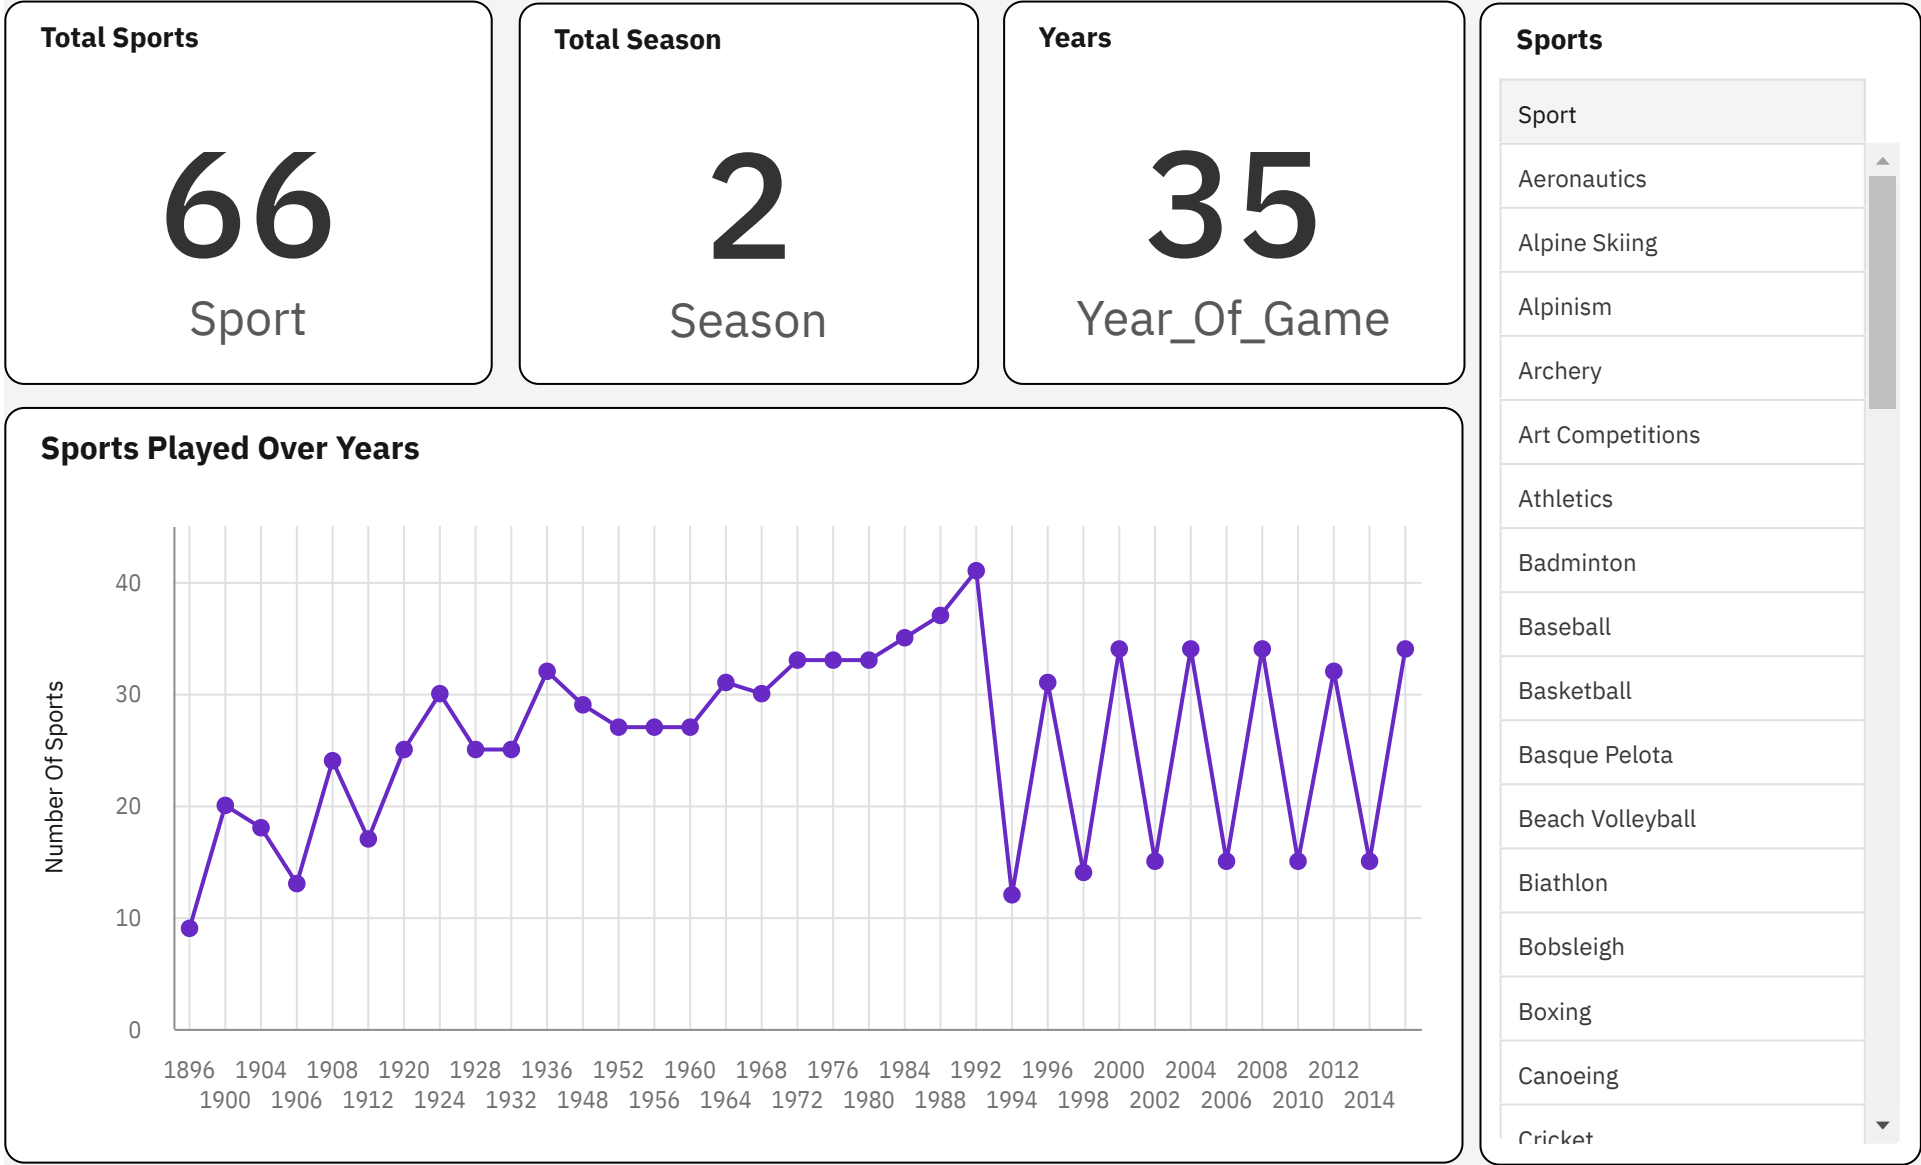 Total Sports
66
Sport
Total Season
2
Season
Years
35
Year_Of_Game
Sports Played Over Years
Number Of Sports
40
30
20
10
0
1896 1904 1908 1920 1928 1936 1952 1960 1968 1976 1984 1992 1996 2000 2004 2008 2012
1900 1906 1912 1924 1932 1948 1956 1964 1972 1980 1988 1994 1998 2002 2006 2010 2014
Sports
Sport
Aeronautics
Alpine Skiing
Alpinism
Archery
Art Competitions
Athletics
Badminton
Baseball
Basketball
Basque Pelota
Beach Volleyball
Biathlon
Bobsleigh
Boxing
Canoeing
Cricket